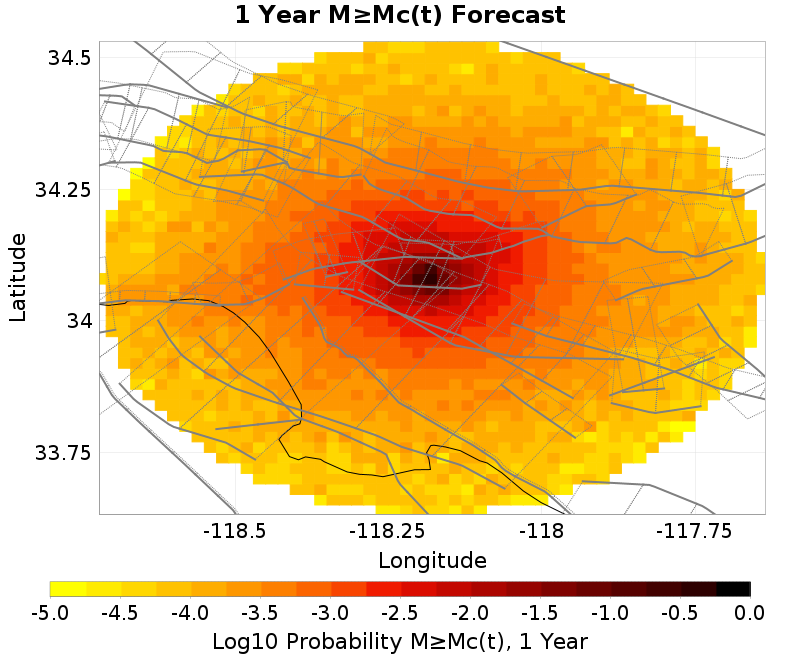 1 Year M≥Mc(t) Forecast
34.5
34.25
34
33.75
Latitude
-118.5 -118.25 -118 -117.75
Longitude
-5.0 -4.5 -4.0 -3.5 -3.0 -2.5 -2.0 -1.5 -1.0 -0.5 0.0
Log10 Probability M≥Mc(t), 1 Year